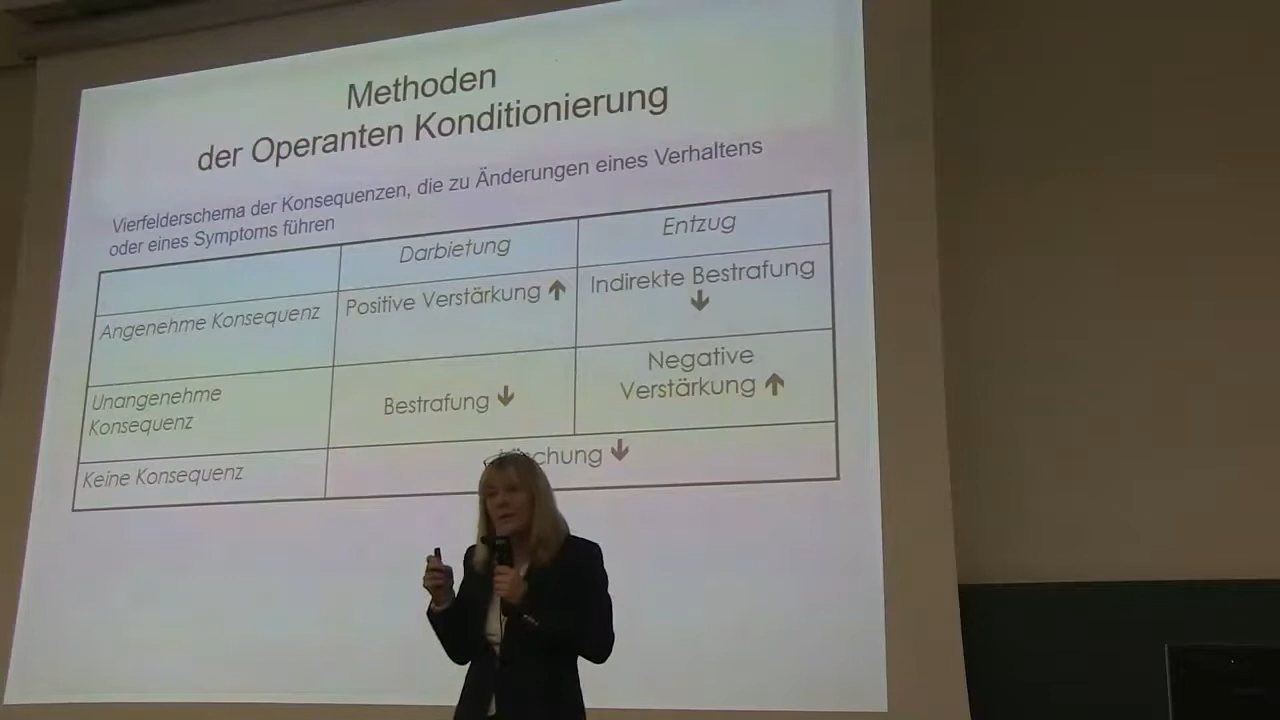 Methoden
der Operanten Konditionierung
Vierfelderschema der Konsequenzen, die zu Änderungen eines Verhaltens
oder eines Symptoms führen
Darbietung
Entzug
Angenehme Konsequenz
Positive Verstärkung ↑
Indirekte Bestrafung
↓
Unangenehme
Konsequenz
Bestrafung ↓
Negative
Verstärkung ↑
Keine Konsequenz
↓